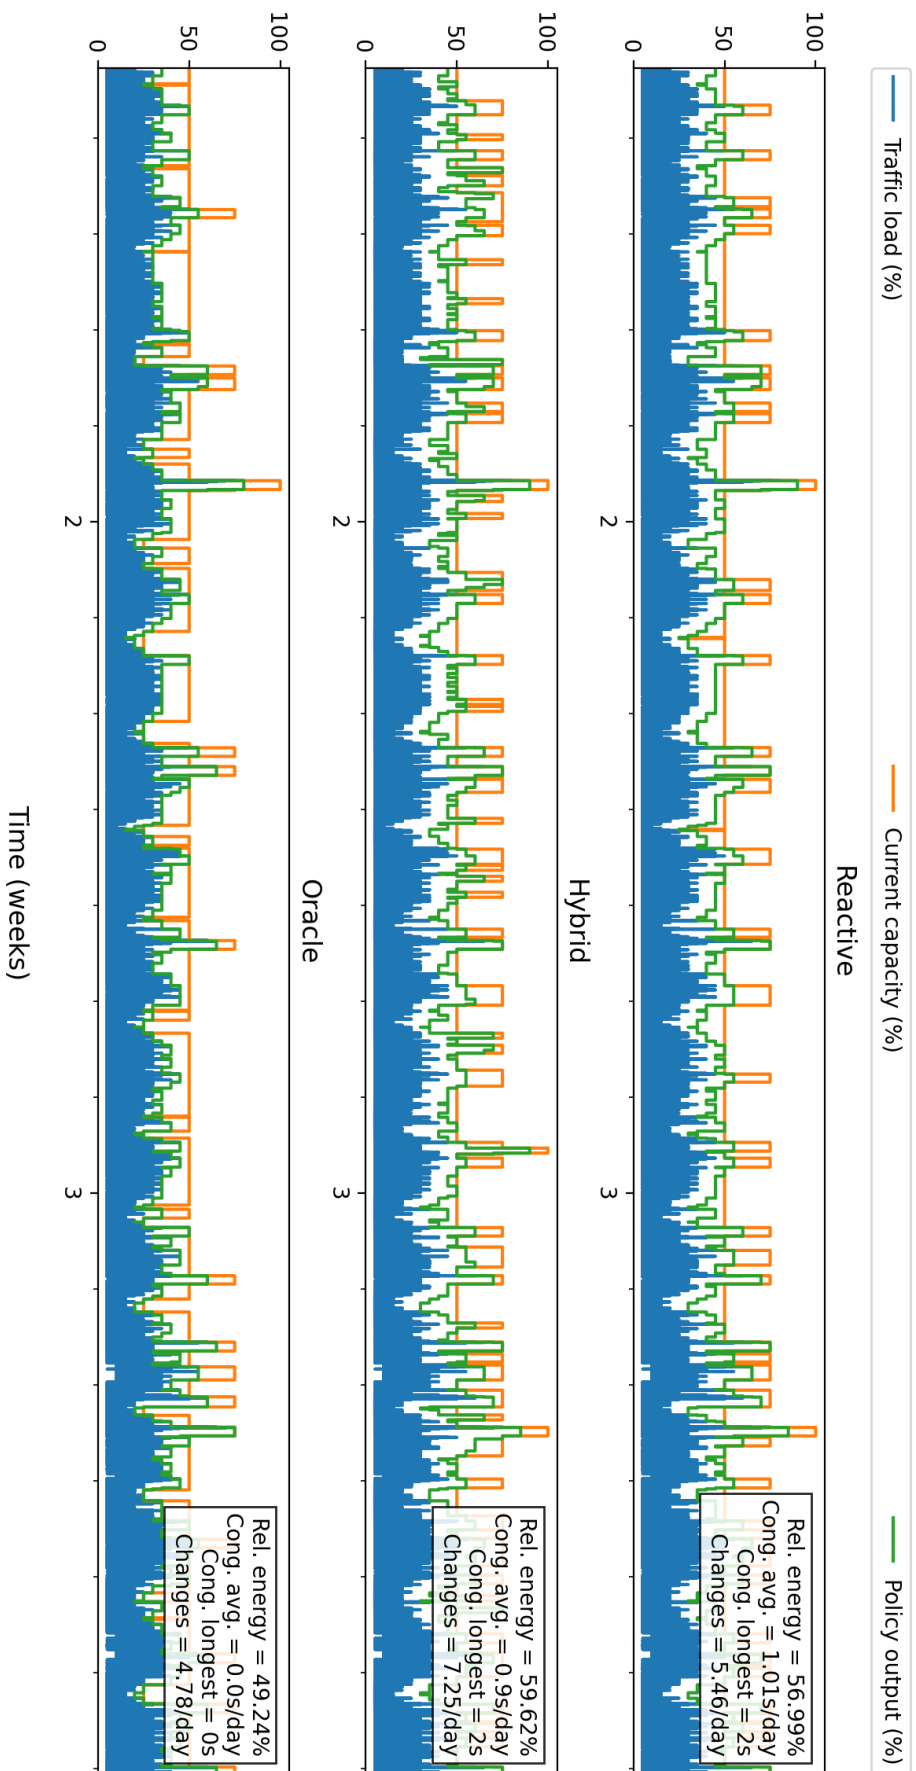 Traffic load (%)
Current capacity (%)
Policy output (%)
Reactive
100
50
0
2
3
Rel. energy = 56.99%
Cong. avg. = 1.01s/day
Cong. longest = 2s
Changes = 5.46/day
Hybrid
100
50
0
2
3
Rel. energy = 59.62%
Cong. avg. = 0.9s/day
Cong. longest = 2s
Changes = 7.25/day
Oracle
100
50
0
2
3
Rel. energy = 49.24%
Cong. avg. = 0.0s/day
Cong. longest = 0s
Changes = 4.78/day
Time (weeks)